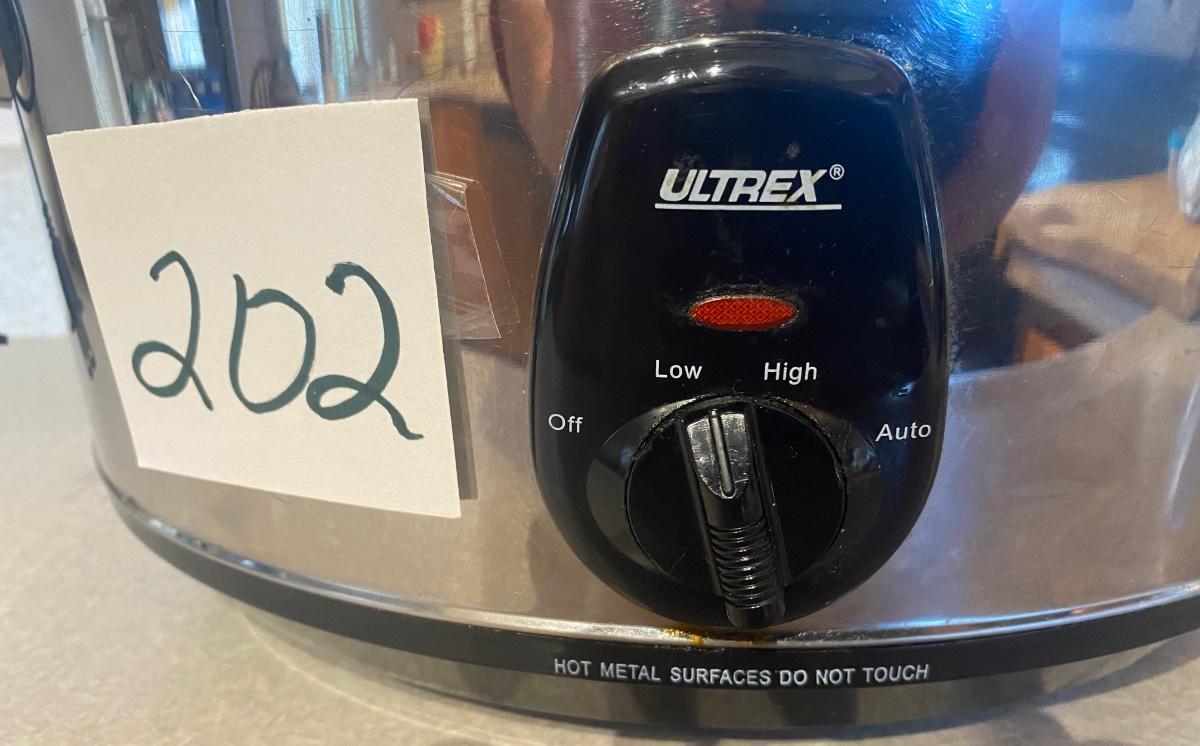 202
ULTREX®
Low High
Off Auto
HOT METAL SURFACES DO NOT TOUCH